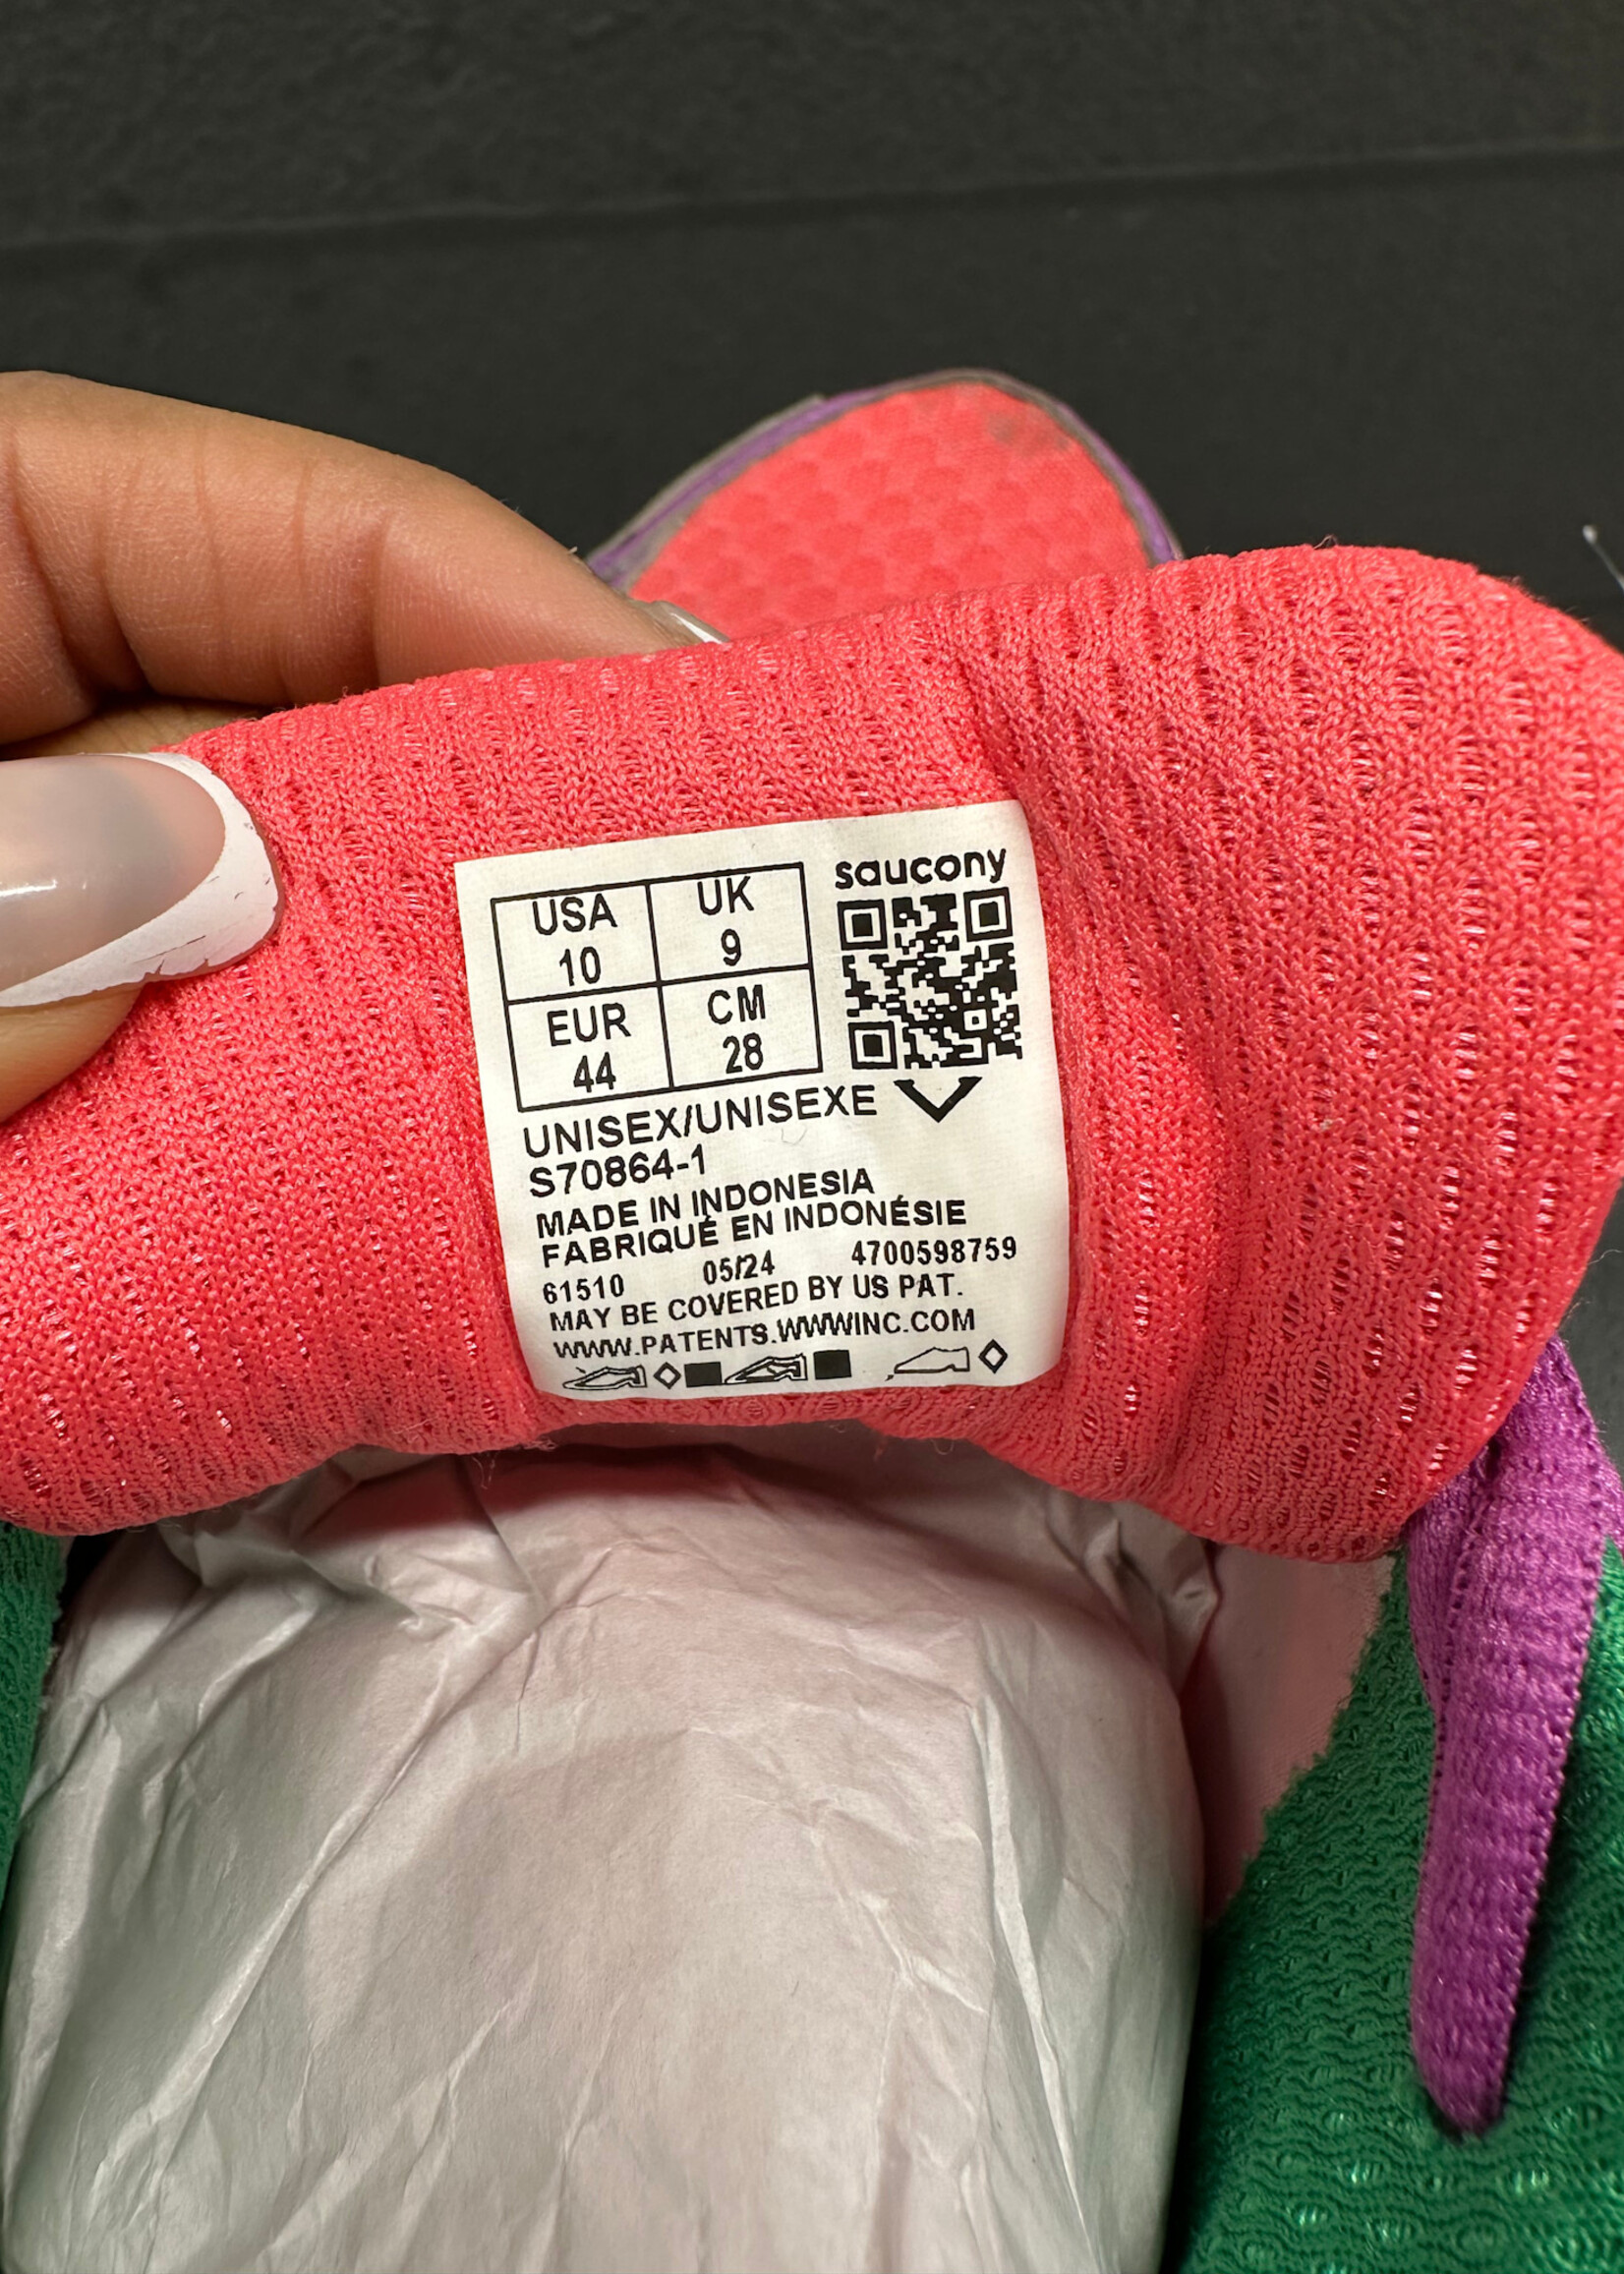 saucony
USA 10 UK 9
EUR 44 CM 28
UNISEX/UNISEXE
S70864-1
MADE IN INDONESIA
FABRIQUÉ EN INDONÉSIE
61510 05/24 4700598759
MAY BE COVERED BY US PAT.
WWW.PATENTS.WWWINC.COM